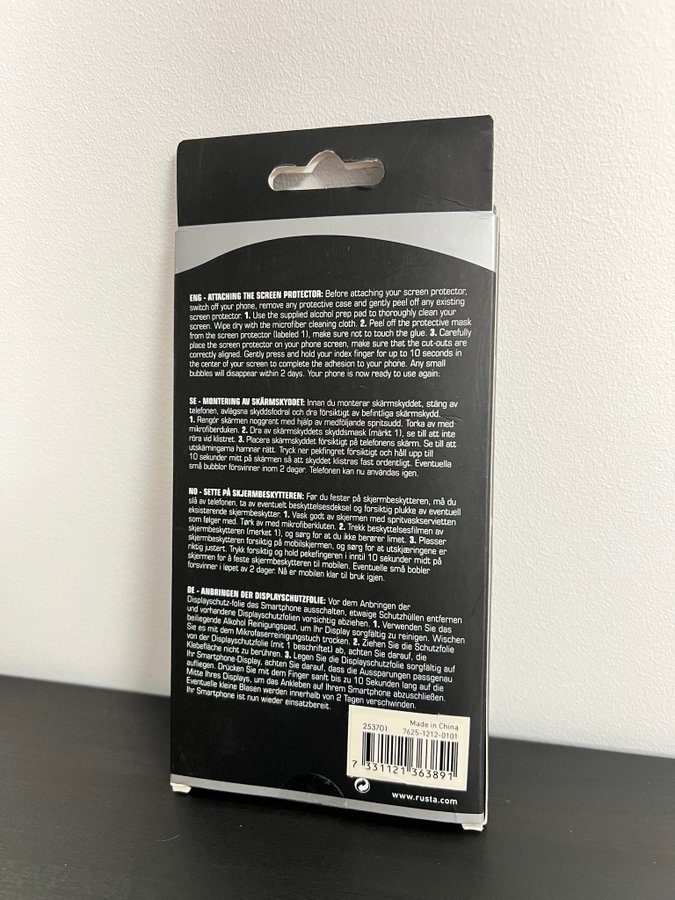 ENG - ATTACHING THE SCREEN PROTECTOR: Before attaching your screen protector,
switch off your phone, remove any protective case and gently peel off any existing
screen protector. 1. Use the supplied alcohol prep pad to thoroughly clean your
screen. Wipe dry with the microfiber cleaning cloth. 2. Peel off the protective mask
from the screen protector (labeled 1), make sure not to touch the glue. 3. Carefully
place the screen protector on your phone screen, make sure that the cut-outs are
correctly aligned. Gently press and hold your index finger for up to 10 seconds in
the center of your screen to complete the adhesion to your phone. Any small
bubbles will disappear within 2 days. Your phone is now ready to use again.
SE - MONTERING AV SKÄRMSKYDDET: Innan du monterar skärmskyddet, stäng av
telefonen, avlägsna skyddsfodral och dra försiktigt av befintliga skärmskydd.
1. Rengör skärmen noggrant med hjälp av medföljande spritsudd. Torka av med
mikrofiberduken. 2. Dra av skärmskyddets skyddsmask (märkt 1), se till att inte
röra vid klistret. 3. Placera skärmskyddet försiktigt på telefonens skärm. Se till att
utskärningarna hamnar rätt. Tryck ner pekfingret försiktigt och håll upp till
10 sekunder mitt på skärmen så att skyddet klistras fast ordentligt. Eventuella
små bubblor försvinner inom 2 dagar. Telefonen kan nu användas igen.
NO - SETTE PÅ SKJERMBESKYTTEREN: Før du fester på skjermbeskytteren, må du
slå av telefonen, ta av eventuelt beskyttelsesdeksel og forsiktig plukke av eventuell
eksisterende skjermbeskytter. 1. Vask godt av skjermen med spritvaskservietten
som følger med. Tørk av med mikrofiberkluten. 2. Trekk beskyttelsesfilmen av
skjermbeskytteren (merket 1), og sørg for at du ikke berører limet. 3. Plasser
skjermbeskytteren forsiktig på mobilskjermen, og sørg for at utskjæringene er
riktig justert. Trykk forsiktig og hold pekefingeren i inntil 10 sekunder midt på
skjermen for å feste skjermbeskytteren til mobilen. Eventuelle små bobler
forsvinner i løpet av 2 dager. Nå er mobilen klar til bruk igjen.
DE - ANBRINGEN DER DISPLAYSCHUTZFOLIE: Vor dem Anbringen der
Displayschutz-folie das Smartphone ausschalten, etwaige Schutzhüllen entfernen
und vorhandene Displayschutzfolien vorsichtig abziehen. 1. Verwenden Sie das
beiliegende Alkohol Reinigungspad, um Ihr Display sorgfältig zu reinigen. Wischen
Sie es mit dem Mikrofaserreinigungstuch trocken. 2. Ziehen Sie die Schutzfolie
von der Displayschutzfolie (mit 1 beschriftet) ab, achten Sie darauf, die
Klebefläche nicht zu berühren. 3. Legen Sie die Displayschutzfolie sorgfältig auf
Ihr Smartphone-Display, achten Sie darauf, dass die Aussparungen passgenau
aufliegen. Drücken Sie mit dem Finger sanft bis zu 10 Sekunden lang auf die
Mitte Ihres Displays, um das Ankleben auf Ihrem Smartphone abzuschließen.
Eventuelle kleine Blasen werden innerhalb von 2 Tagen verschwinden.
Ihr Smartphone ist nun wieder einsatzbereit.
Made in China
253701 7625-1212-0101
7 331121 363891
www.rusta.com